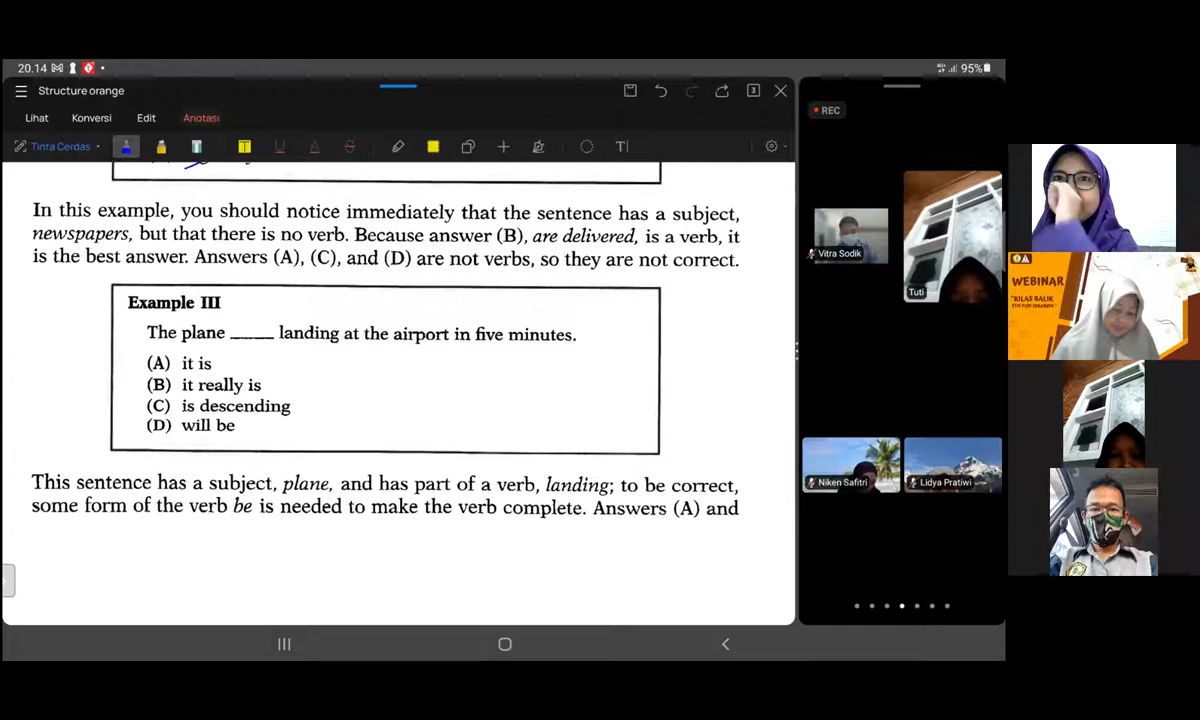 20.14
95%
Structure orange
3
Lihat Konversi Edit Anotasi
Tinta Cerdas
In this example, you should notice immediately that the sentence has a subject,
newspapers, but that there is no verb. Because answer (B), are delivered, is a verb, it
is the best answer. Answers (A), (C), and (D) are not verbs, so they are not correct.
Example III
The plane _____ landing at the airport in five minutes.
(A) it is
(B) it really is
(C) is descending
(D) will be
This sentence has a subject, plane, and has part of a verb, landing; to be correct,
some form of the verb be is needed to make the verb complete. Answers (A) and
REC
Vitra Sodik
Tuti
Niken Safitri
Lidya Pratiwi
WEBINAR
"KILAS BALIK